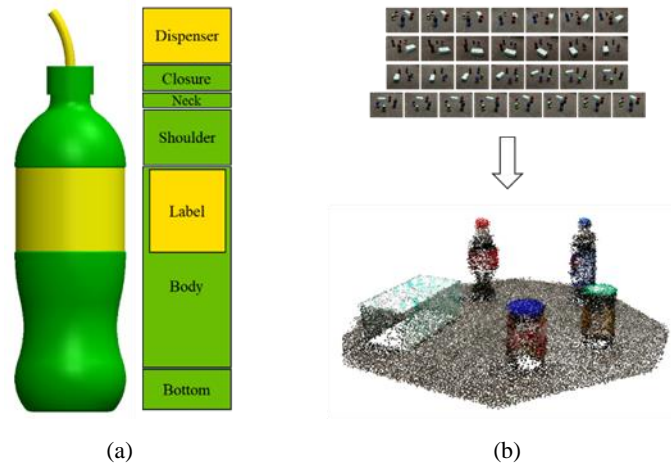 Dispenser
Closure
Neck
Shoulder
Label
Body
Bottom
(a)
(b)